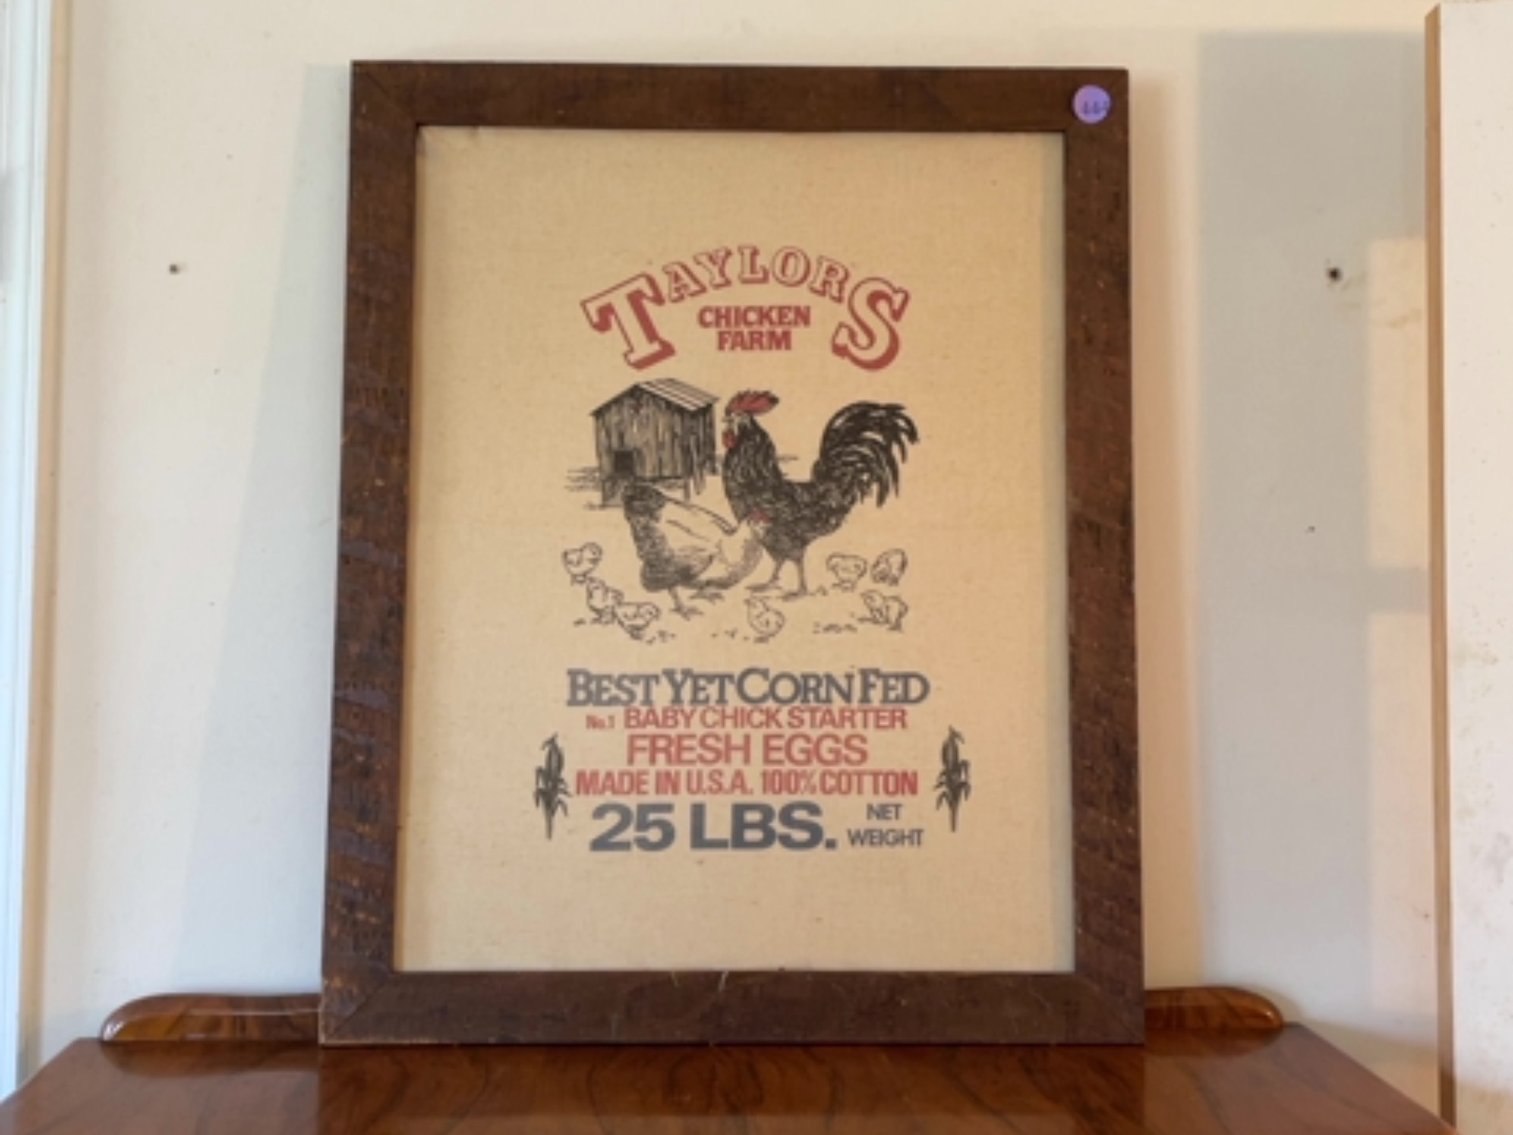 TAYLORS
CHICKEN
FARM
BEST YET CORN FED
No.1 BABY CHICK STARTER
FRESH EGGS
MADE IN U.S.A. 100% COTTON
25 LBS. NET
WEIGHT